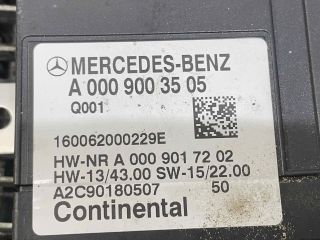 MERCEDES-BENZ
A 000 900 35 05
Q001
160062000229E
HW-NR A 000 901 72 02
HW-13/43.00 SW-15/22.00
A2C90180507 50
Continental